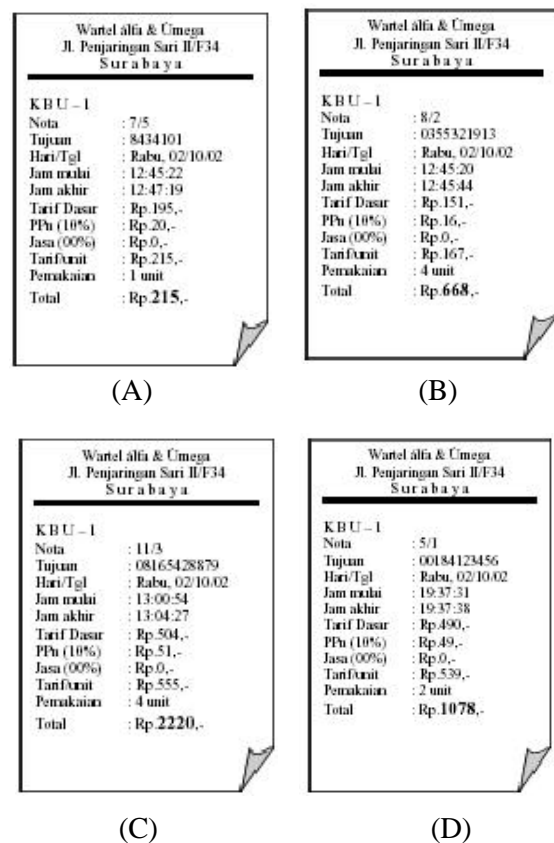 Wartel álfa & Úmega
Jl. Penjaringan Sari II/F34
Surabaya
KBU - 1
Nota : 7/5
Tujuan : 8434101
Hari/Tgl : Rabu, 02/10/02
Jam mulai : 12:45:22
Jam akhir : 12:47:19
Tarif Dasar : Rp.195,-
PPn (10%) : Rp.20,-
Jasa (00%) : Rp.0,-
Tarif/unit : Rp.215,-
Pemakaian : 1 unit
Total : Rp.215,-
(A)
Wartel álfa & Úmega
Jl. Penjaringan Sari II/F34
Surabaya
KBU - 1
Nota : 8/2
Tujuan : 0355321913
Hari/Tgl : Rabu, 02/10/02
Jam mulai : 12:45:20
Jam akhir : 12:45:44
Tarif Dasar : Rp.151,-
PPn (10%) : Rp.16,-
Jasa (00%) : Rp.0,-
Tarif/unit : Rp.167,-
Pemakaian : 4 unit
Total : Rp.668,-
(B)
Wartel álfa & Úmega
Jl. Penjaringan Sari II/F34
Surabaya
KBU - 1
Nota : 11/3
Tujuan : 08165428879
Hari/Tgl : Rabu, 02/10/02
Jam mulai : 13:00:54
Jam akhir : 13:04:27
Tarif Dasar : Rp.504,-
PPn (10%) : Rp.51,-
Jasa (00%) : Rp.0,-
Tarif/unit : Rp.555,-
Pemakaian : 4 unit
Total : Rp.2220,-
(C)
Wartel álfa & Úmega
Jl. Penjaringan Sari II/F34
Surabaya
KBU - 1
Nota : 5/1
Tujuan : 00184123456
Hari/Tgl : Rabu, 02/10/02
Jam mulai : 19:37:31
Jam akhir : 19:37:38
Tarif Dasar : Rp.490,-
PPn (10%) : Rp.49,-
Jasa (00%) : Rp.0,-
Tarif/unit : Rp.539,-
Pemakaian : 2 unit
Total : Rp.1078,-
(D)